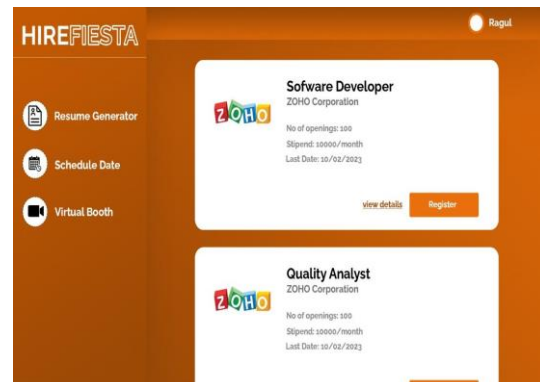 HIREFIESTA
Ragul
Resume Generator
Schedule Date
Virtual Booth
ZOHO
Sofware Developer
ZOHO Corporation
No of openings: 100
Stipend: 10000/month
Last Date: 10/02/2023
view details
Register
ZOHO
Quality Analyst
ZOHO Corporation
No of openings: 100
Stipend: 10000/month
Last Date: 10/02/2023